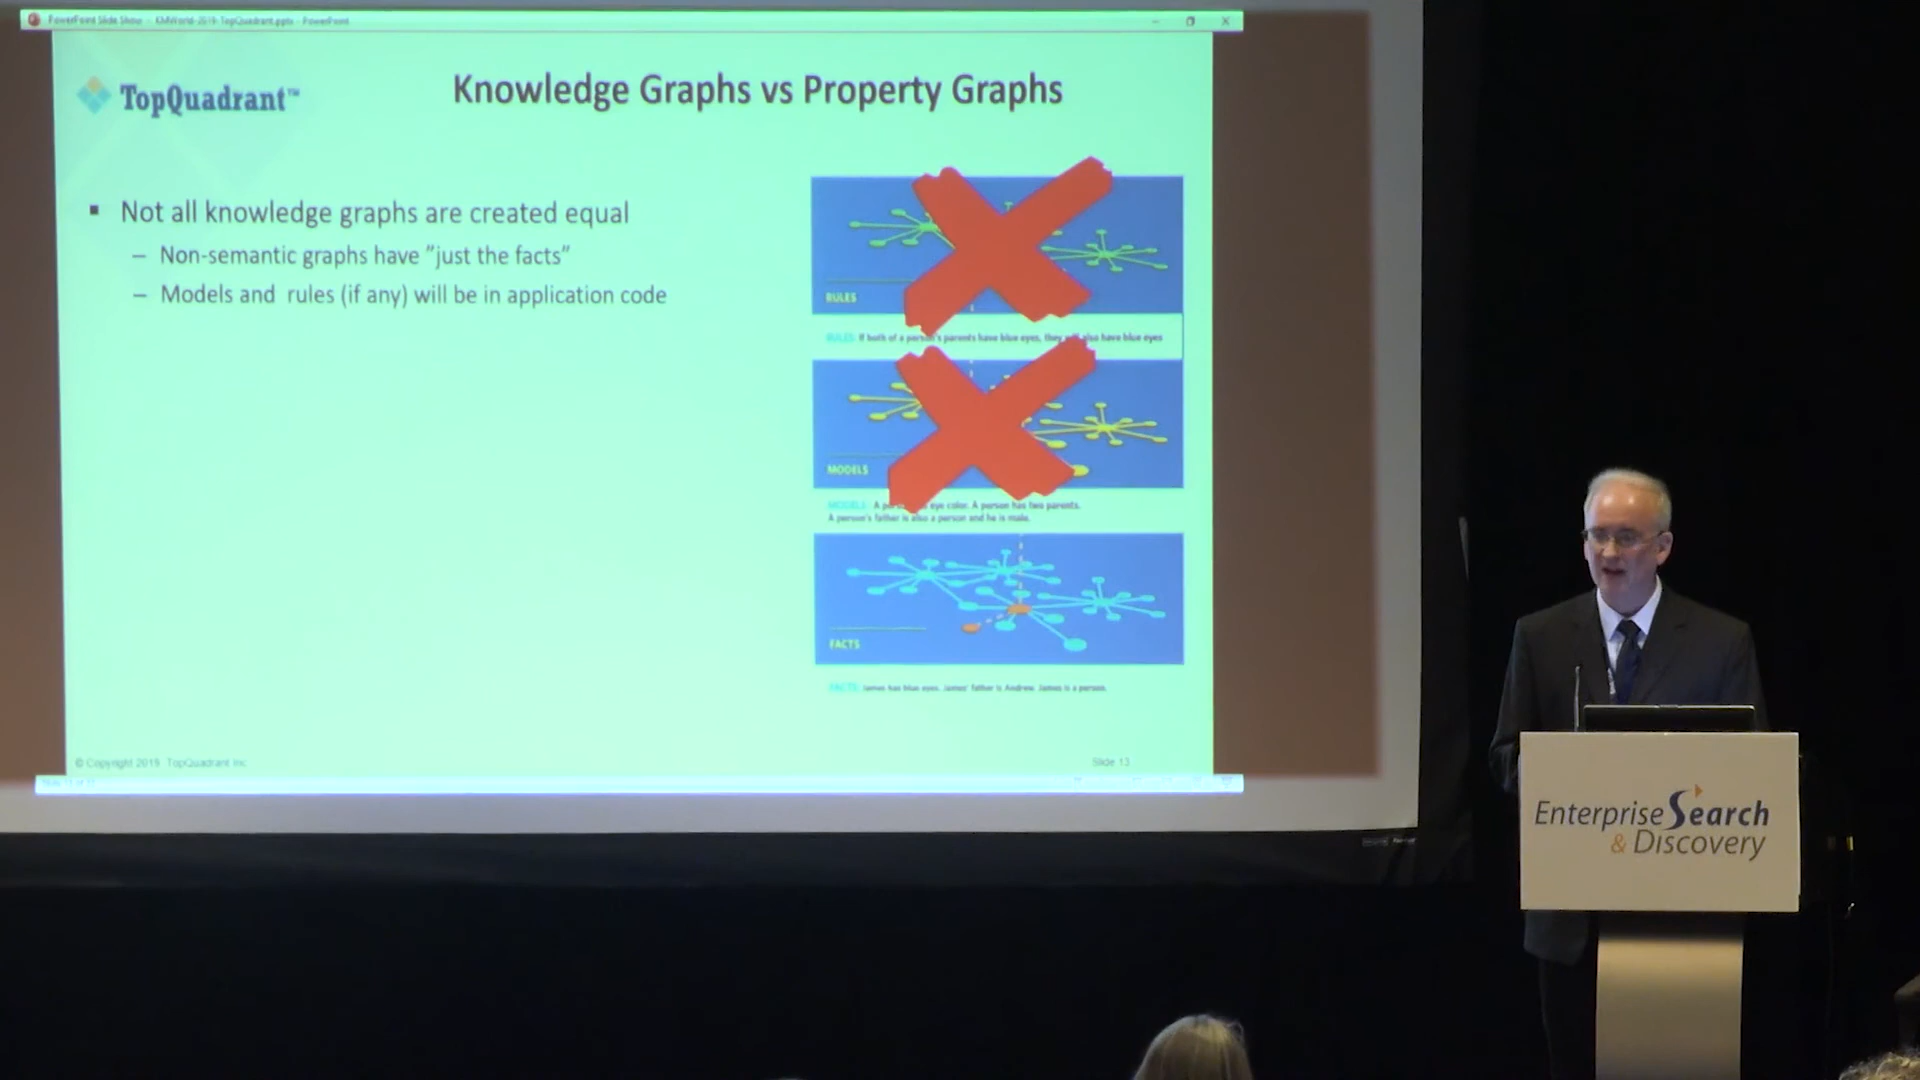 PowerPoint Slide Show - KMWorld-2019-TopQuadrant.pptx - PowerPoint
TopQuadrant™
Knowledge Graphs vs Property Graphs
▪ Not all knowledge graphs are created equal
– Non-semantic graphs have "just the facts"
– Models and rules (if any) will be in application code
RULES
RULES If both of a person's parents have blue eyes, they also have blue eyes
MODELS
MODELS A eye color. A person has two parents.
A person's father is also a person and he is male.
FACTS
FACTS James has blue eyes. James' father is Andrew. James is a person.
© Copyright 2019 TopQuadrant Inc
Slide 13
Enterprise Search
& Discovery